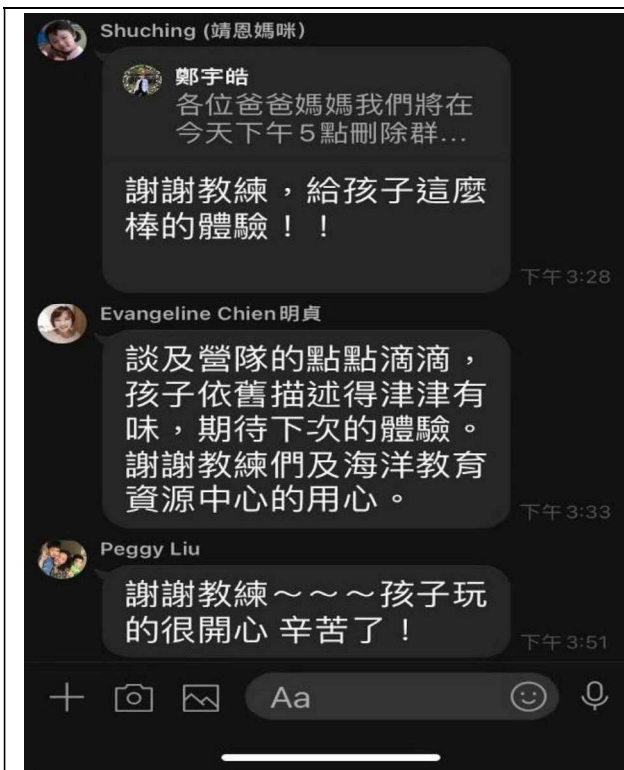 Shuching (靖恩媽咪)
鄭宇皓
各位爸爸媽媽我們將在
今天下午5點刪除群...
謝謝教練，給孩子這麼
棒的體驗！！
下午3:28
Evangeline Chien明貞
談及營隊的點點滴滴，
孩子依舊描述得津津有
味，期待下次的體驗。
謝謝教練們及海洋教育
資源中心的用心。
下午3:33
Peggy Liu
謝謝教練～～～孩子玩
的很開心 辛苦了！
下午3:51
Aa